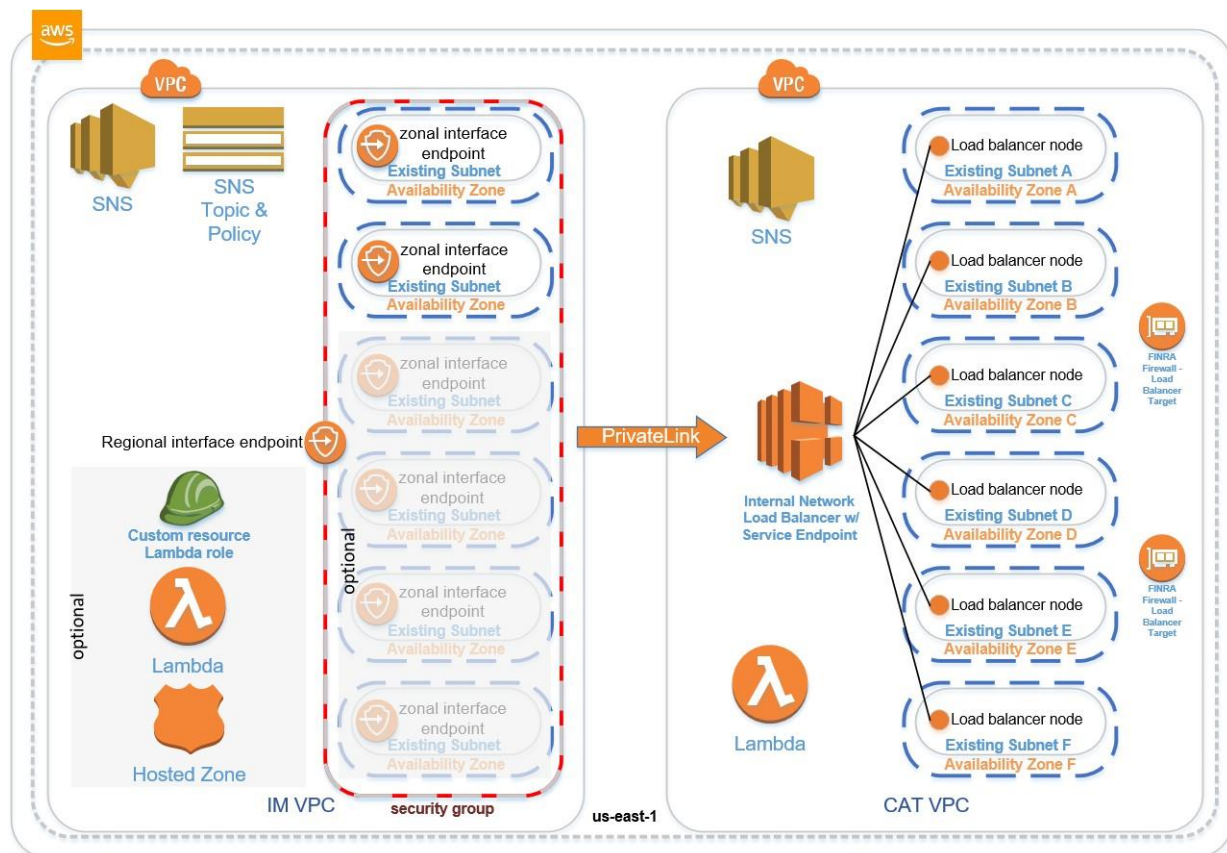 aws
VPC
SNS
SNS
Topic &
Policy
zonal interface
endpoint
Existing Subnet
Availability Zone
zonal interface
endpoint
Existing Subnet
Availability Zone
zonal interface
endpoint
Existing Subnet
Availability Zone
zonal interface
endpoint
Existing Subnet
Availability Zone
zonal interface
endpoint
Existing Subnet
Availability Zone
zonal interface
endpoint
Existing Subnet
Availability Zone
optional
Regional interface endpoint
optional
Custom resource
Lambda role
Lambda
Hosted Zone
IM VPC
security group
PrivateLink
us-east-1
VPC
SNS
Internal Network
Load Balancer w/
Service Endpoint
Lambda
Load balancer node
Existing Subnet A
Availability Zone A
Load balancer node
Existing Subnet B
Availability Zone B
Load balancer node
Existing Subnet C
Availability Zone C
Load balancer node
Existing Subnet D
Availability Zone D
Load balancer node
Existing Subnet E
Availability Zone E
Load balancer node
Existing Subnet F
Availability Zone F
FINRA
Firewall -
Load
Balancer
Target
FINRA
Firewall -
Load
Balancer
Target
CAT VPC